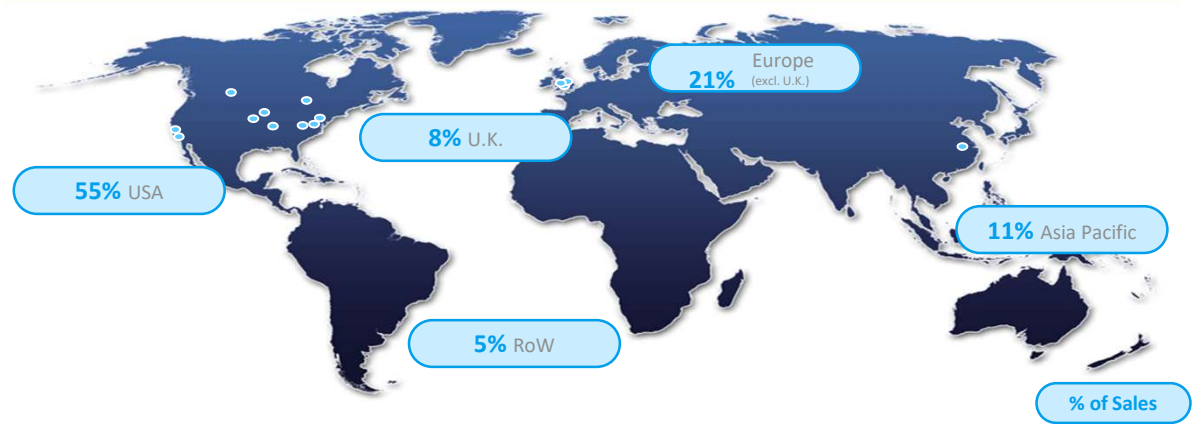 Europe
21% (excl. U.K.)
8% U.K.
55% USA
11% Asia Pacific
5% RoW
% of Sales